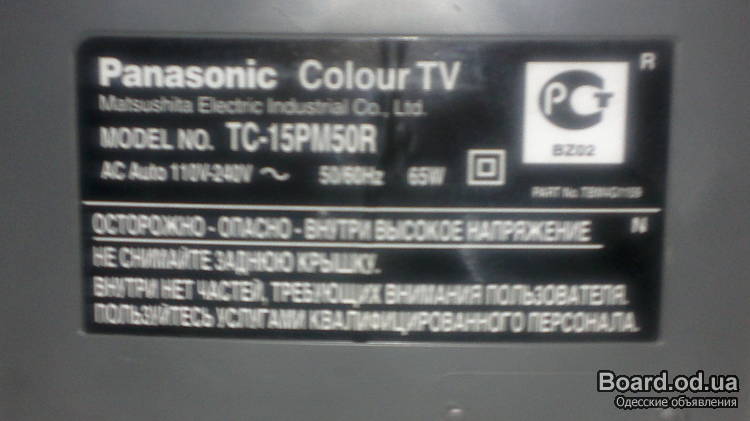 Panasonic Colour TV
R
Matsushita Electric Industrial Co., Ltd.
MODEL NO. TC-15PM50R
РСТ
BZ02
AC Auto 110V-240V ~ 50/60Hz 65W
PART No.
ОСТОРОЖНО - ОПАСНО - ВНУТРИ ВЫСОКОЕ НАПРЯЖЕНИЕ
N
НЕ СНИМАЙТЕ ЗАДНЮЮ КРЫШКУ.
ВНУТРИ НЕТ ЧАСТЕЙ, ТРЕБУЮЩИХ ВНИМАНИЯ ПОЛЬЗОВАТЕЛЯ.
ПОЛЬЗУЙТЕСЬ УСЛУГАМИ КВАЛИФИЦИРОВАННОГО ПЕРСОНАЛА.
Board.od.ua
Одесские объявления